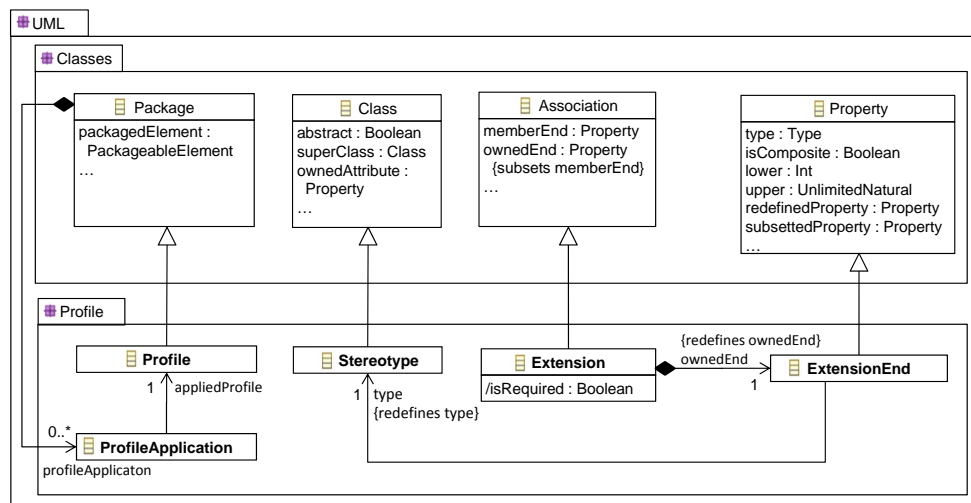 UML
Classes
Package
packagedElement :
PackageableElement
…
Class
abstract : Boolean
superClass : Class
ownedAttribute :
Property
…
Association
memberEnd : Property
ownedEnd : Property
{subsets memberEnd}
…
Property
type : Type
isComposite : Boolean
lower : Int
upper : UnlimitedNatural
redefinedProperty : Property
subsettedProperty : Property
…
Profile
Profile
1 appliedProfile
ProfileApplication
0..*
profileApplicaton
Stereotype
1 type
{redefines type}
Extension
/isRequired : Boolean
{redefines ownedEnd}
ownedEnd
1
ExtensionEnd